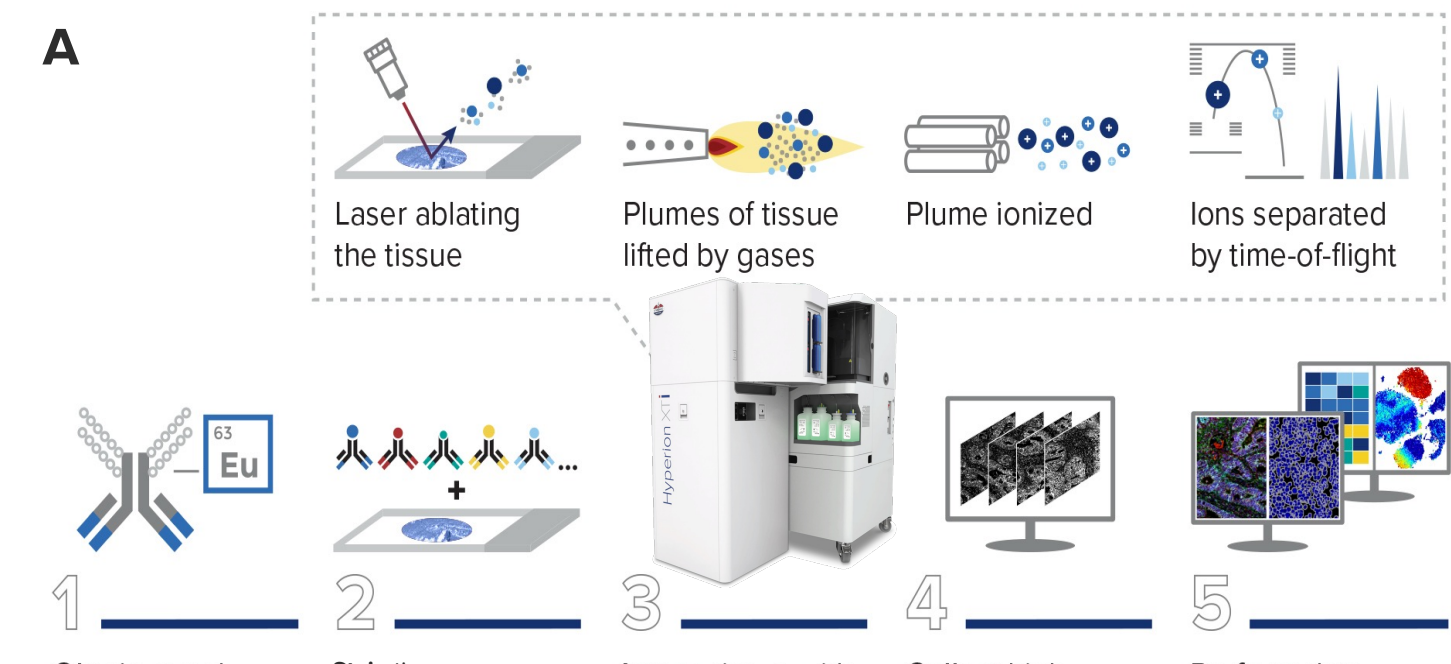 A
Laser ablating
the tissue
Plumes of tissue
lifted by gases
Plume ionized
Ions separated
by time-of-flight
63
Eu
+
...
Hyperion XTi
1
2
3
4
5